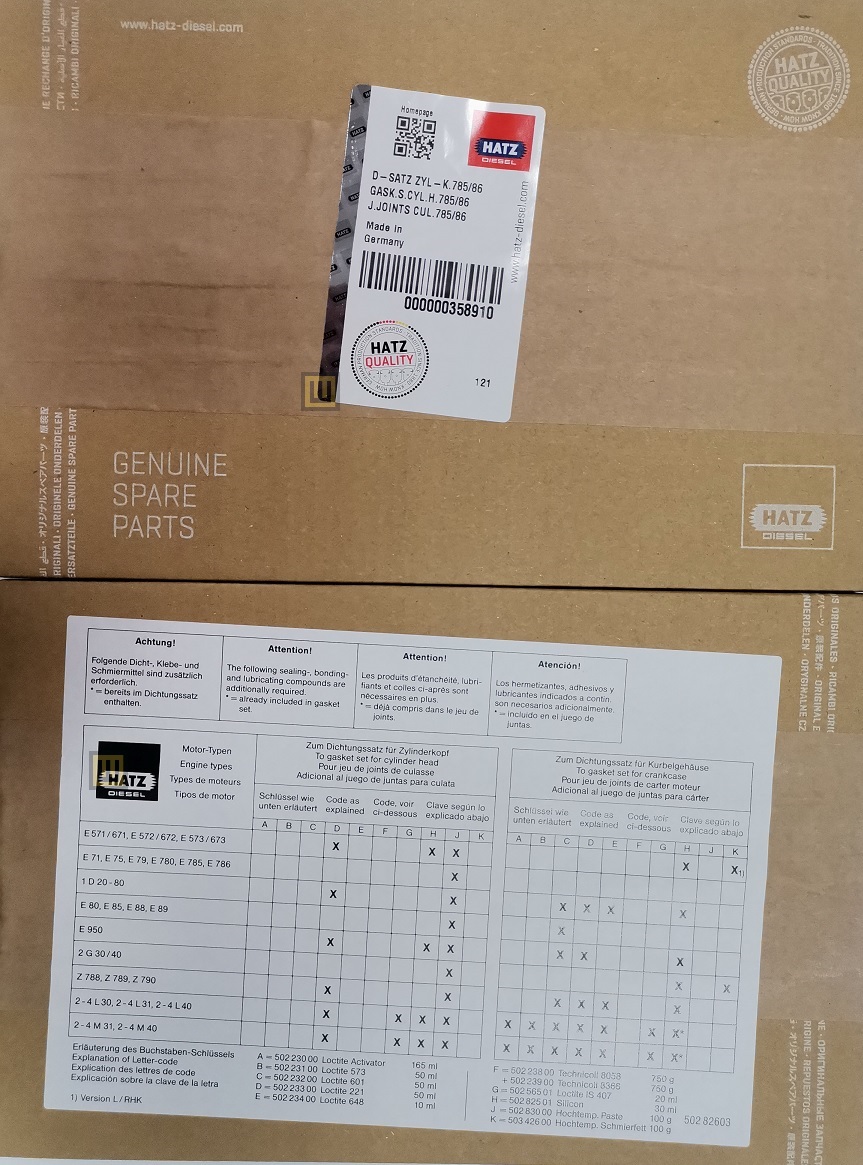 www.hatz-diesel.com
HATZ
QUALITY
Homepage
HATZ
DIESEL
D-SATZ ZYL-K.785/86
GASK.S.CYL.H.785/86
J.JOINTS CUL.785/86
Made in
Germany
www.hatz-diesel.com
000000358910
HATZ
QUALITY
121
GENUINE
SPARE
PARTS
HATZ
DIESEL
Achtung!
Folgende Dicht-, Klebe- und
Schmiermittel sind zusätzlich
erforderlich.
* = bereits im Dichtungssatz
enthalten.
Attention!
The following sealing-, bonding-
and lubricating compounds are
additionally required.
* = already included in gasket
set.
Attention!
Les produits d'étanchéité, lubri-
fiants et colles ci-après sont
nécessaires en plus.
* = déjà compris dans le jeu de
joints.
Atención!
Los hermetizantes, adhesivos y
lubricantes indicados a contin.
son necesarios adicionalmente.
* = incluido en el juego de
juntas.
HATZ
DIESEL
Motor-Typen
Engine types
Types de moteurs
Tipos de motor
Zum Dichtungssatz für Zylinderkopf
To gasket set for cylinder head
Pour jeu de joints de culasse
Adicional al juego de juntas para culata
Schlüssel wie Code as Code, voir Clave según lo
unten erläutert explained ci-dessous explicado abajo
A B C D E F G H J K
Zum Dichtungssatz für Kurbelgehäuse
To gasket set for crankcase
Pour jeu de joints de carter moteur
Adicional al juego de juntas para cárter
Schlüssel wie Code as Code, voir Clave según lo
unten erläutert explained ci-dessous explicado abajo
A B C D E F G H J K
E 571/671, E 572/672, E 573/673 X X X X X1)
E 71, E 75, E 79, E 780, E 785, E 786 X
1 D 20-80 X X X X X X
E 80, E 85, E 88, E 89 X X
E 950 X X X X X X
2 G 30/40 X X X
Z 788, Z 789, Z 790 X X X X X X
2-4 L 30, 2-4 L 31, 2-4 L 40 X X X X X X X X X X X*
2-4 M 31, 2-4 M 40 X X X X X X X X X X X*
Erläuterung des Buchstaben-Schlüssels
Explanation of Letter-code
Explication des lettres de code
Explicación sobre la clave de la letra
1) Version L/RHK
A = 502 230 00 Loctite Activator 165 ml
B = 502 231 00 Loctite 573 50 ml
C = 502 232 00 Loctite 601 50 ml
D = 502 233 00 Loctite 221 50 ml
E = 502 234 00 Loctite 648 10 ml
F = 502 238 00 Technicoll 8058 750 g
+ 502 239 00 Technicoll 8365 750 g
G = 502 565 01 Loctite IS 407 20 ml
H = 502 825 01 Silicon 30 ml
J = 502 830 00 Hochtemp. Paste 100 g
K = 503 426 00 Hochtemp. Schmierfett 100 g
502 826 03